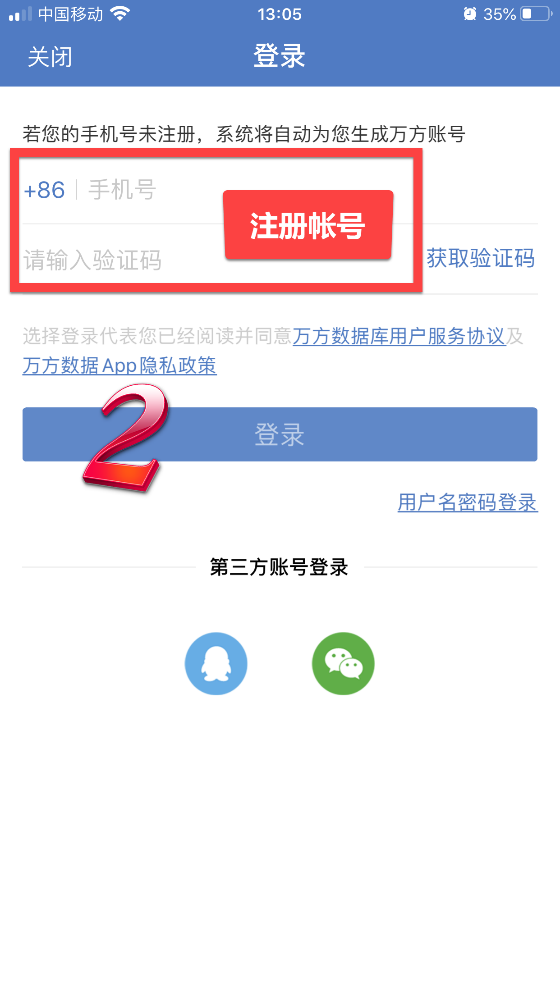 中国移动 13:05 35%
关闭 登录
若您的手机号未注册，系统将自动为您生成万方账号
+86 手机号
注册帐号
请输入验证码 获取验证码
选择登录代表您已经阅读并同意万方数据库用户服务协议及
万方数据App隐私政策
登录
2
用户名密码登录
第三方账号登录